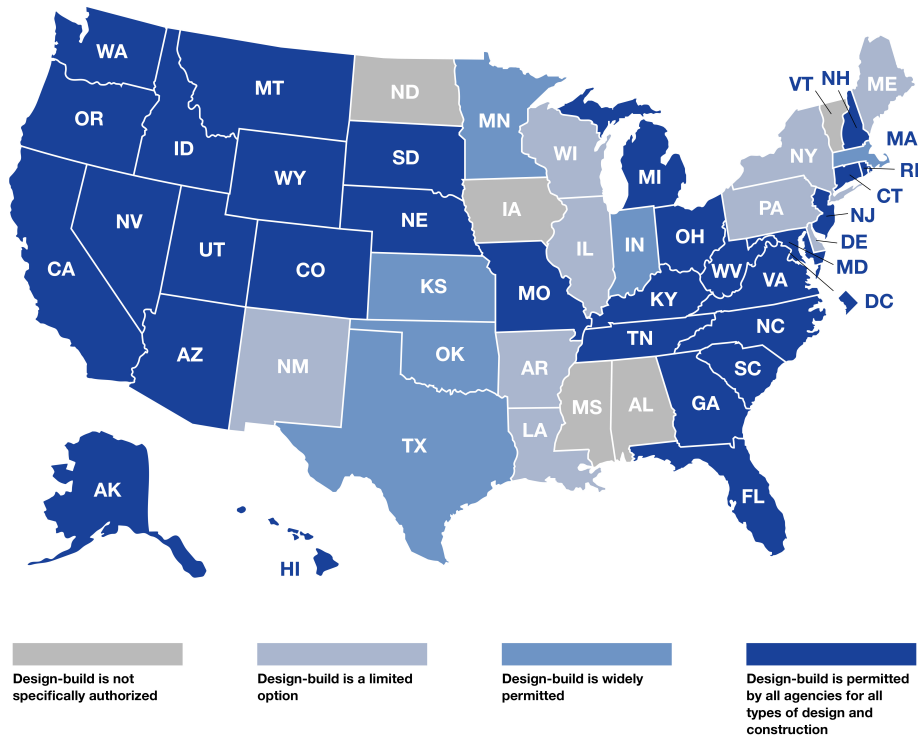 WA
MT
ND
MN
OR
ID
SD
WY
WI
MI
VT
NH
ME
NY
MA
RI
CT
NJ
PA
DE
MD
DC
NV
UT
NE
IA
IL
IN
OH
WV
VA
CA
CO
KS
MO
KY
NC
TN
SC
AZ
NM
OK
AR
MS
AL
GA
LA
TX
FL
AK
HI
Design-build is not
specifically authorized
Design-build is a limited
option
Design-build is widely
permitted
Design-build is permitted
by all agencies for all
types of design and
construction